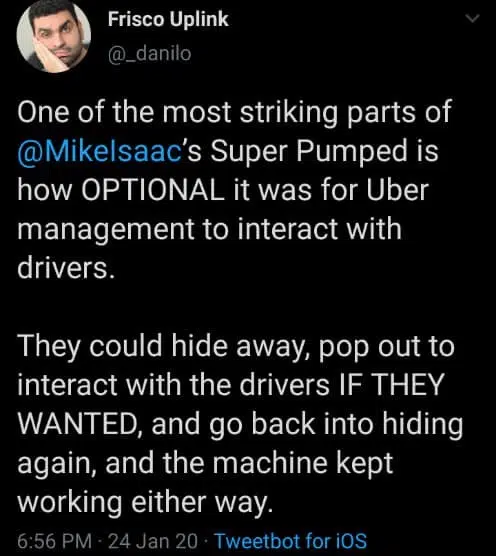 Frisco Uplink
@_danilo
One of the most striking parts of
@MikeIsaac's Super Pumped is
how OPTIONAL it was for Uber
management to interact with
drivers.
They could hide away, pop out to
interact with the drivers IF THEY
WANTED, and go back into hiding
again, and the machine kept
working either way.
6:56 PM · 24 Jan 20 · Tweetbot for iOS